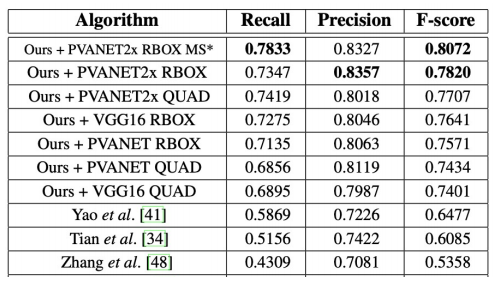 Algorithm Recall Precision F-score
Ours + PVANET2x RBOX MS* 0.7833 0.8327 0.8072
Ours + PVANET2x RBOX 0.7347 0.8357 0.7820
Ours + PVANET2x QUAD 0.7419 0.8018 0.7707
Ours + VGG16 RBOX 0.7275 0.8046 0.7641
Ours + PVANET RBOX 0.7135 0.8063 0.7571
Ours + PVANET QUAD 0.6856 0.8119 0.7434
Ours + VGG16 QUAD 0.6895 0.7987 0.7401
Yao et al. [41] 0.5869 0.7226 0.6477
Tian et al. [34] 0.5156 0.7422 0.6085
Zhang et al. [48] 0.4309 0.7081 0.5358